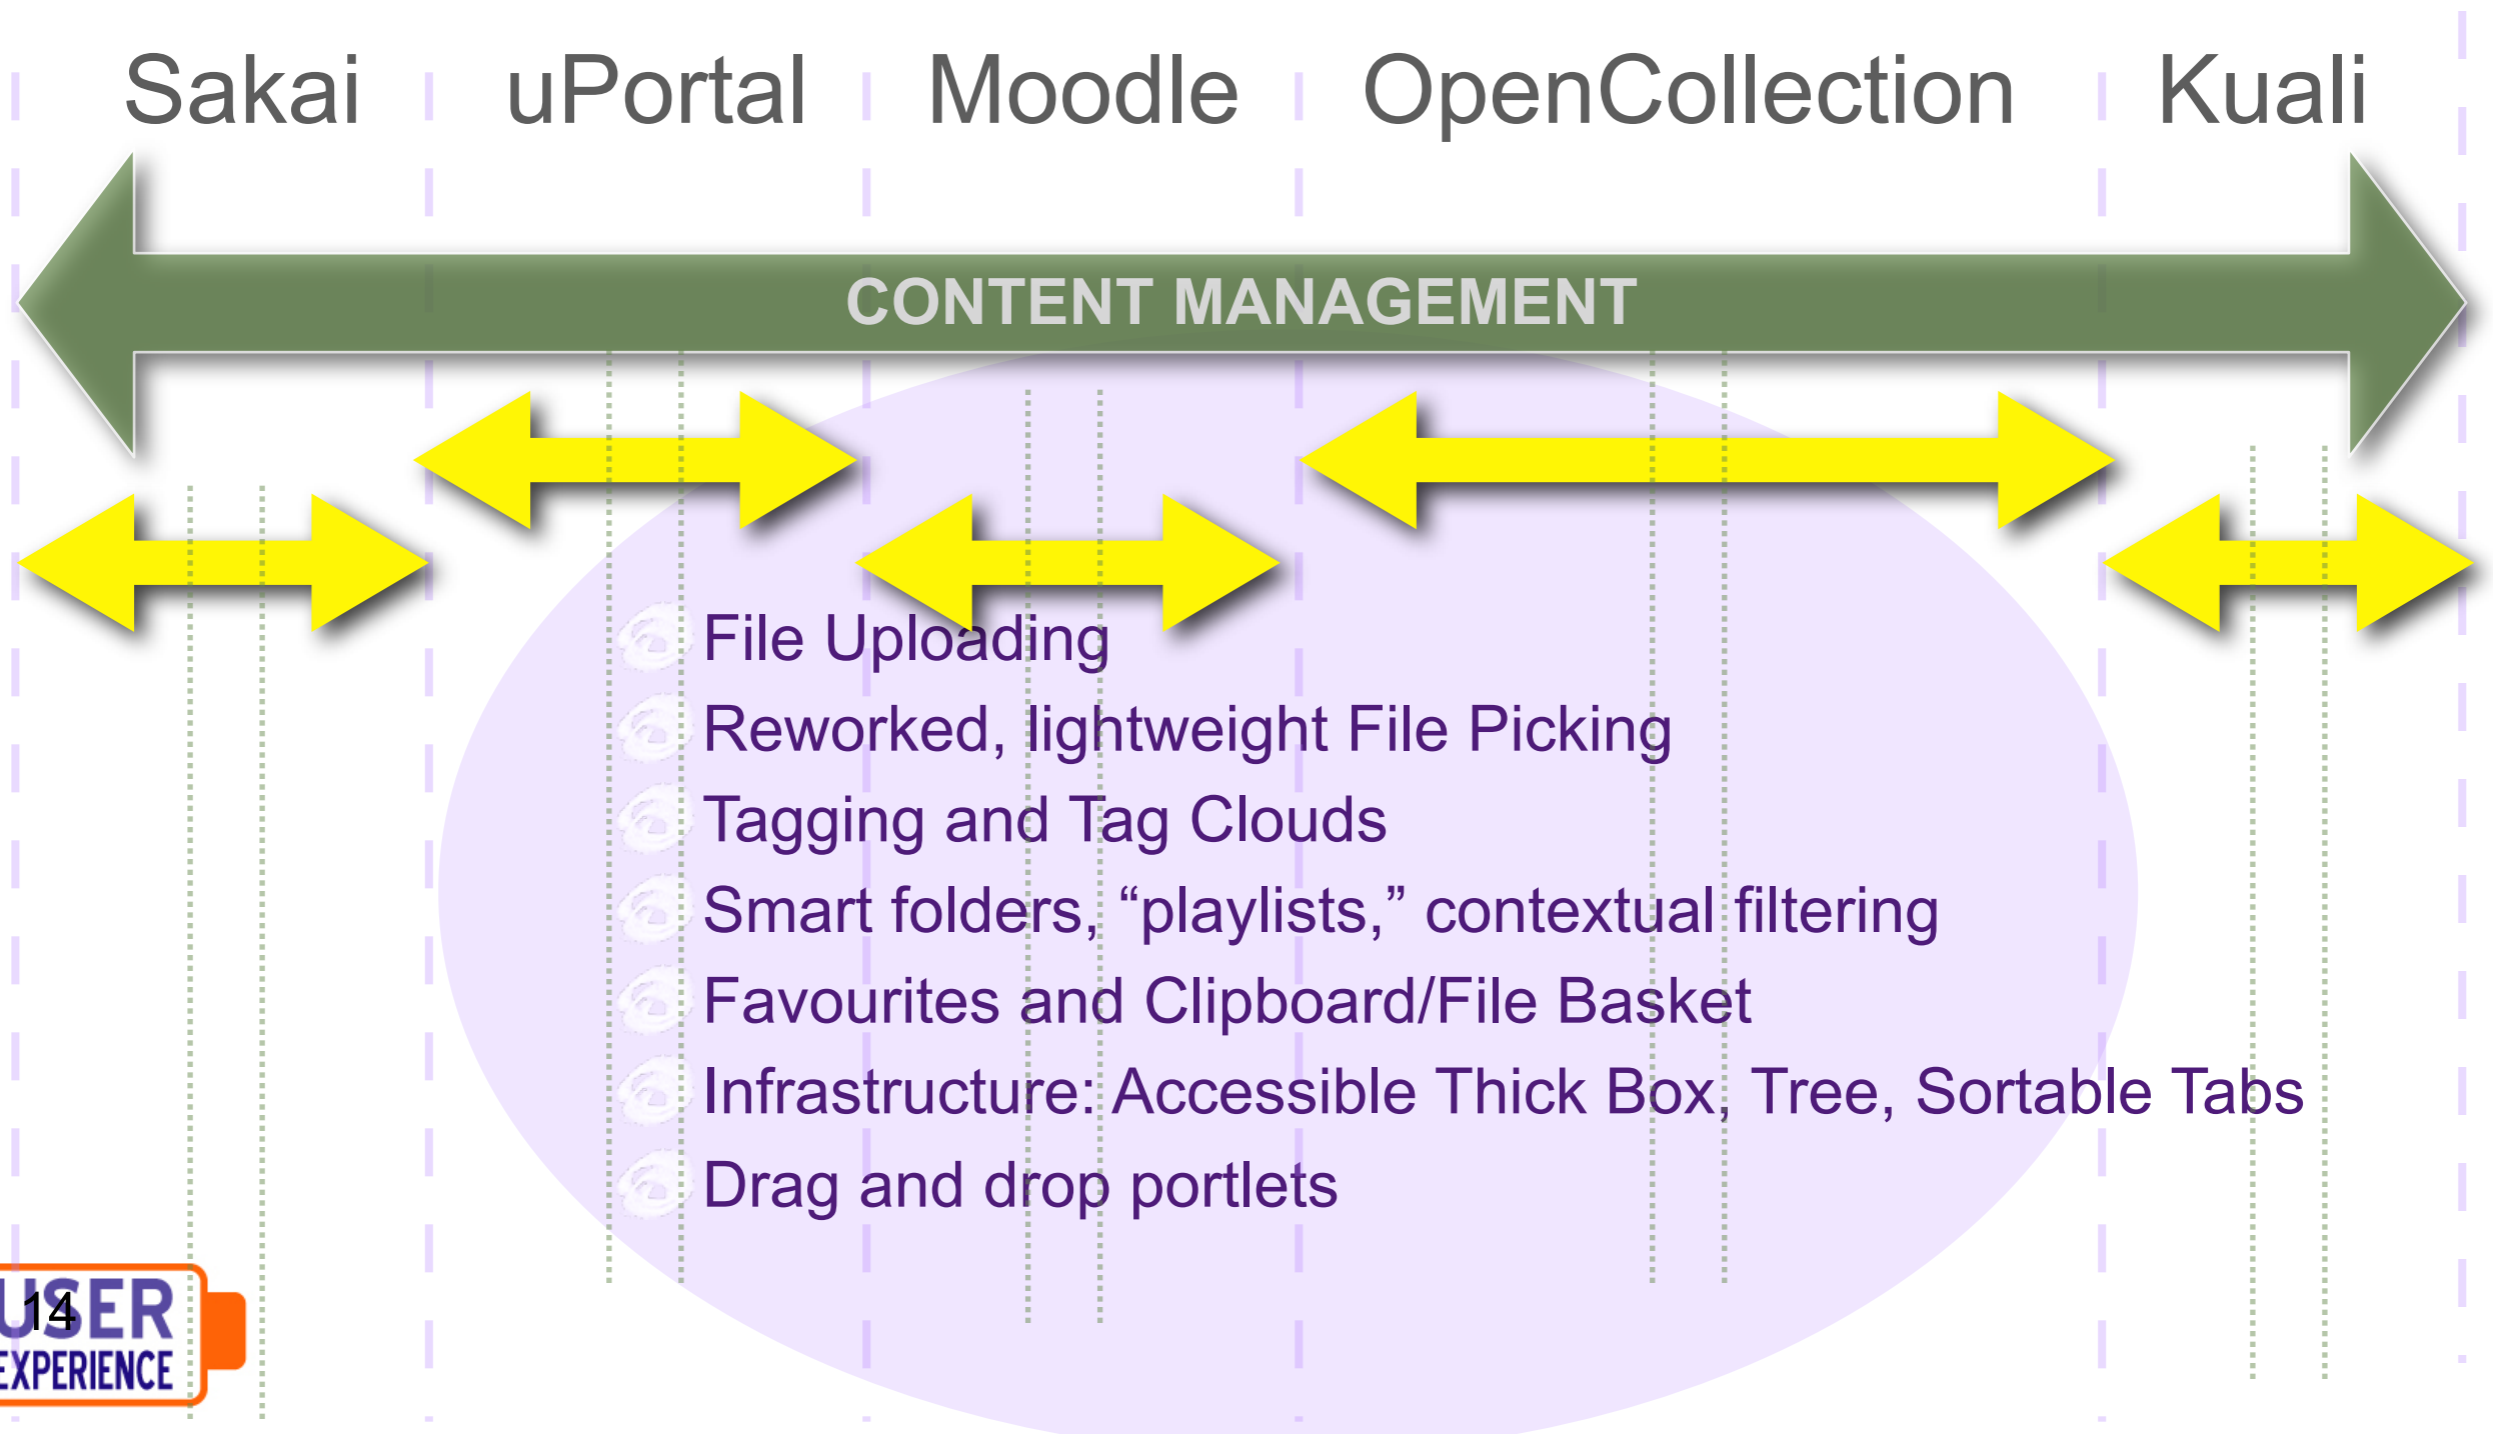 Sakai uPortal Moodle OpenCollection Kuali
CONTENT MANAGEMENT
File Uploading
Reworked, lightweight File Picking
Tagging and Tag Clouds
Smart folders, “playlists,” contextual filtering
Favourites and Clipboard/File Basket
Infrastructure: Accessible Thick Box, Tree, Sortable Tabs
Drag and drop portlets
14
USER
EXPERIENCE